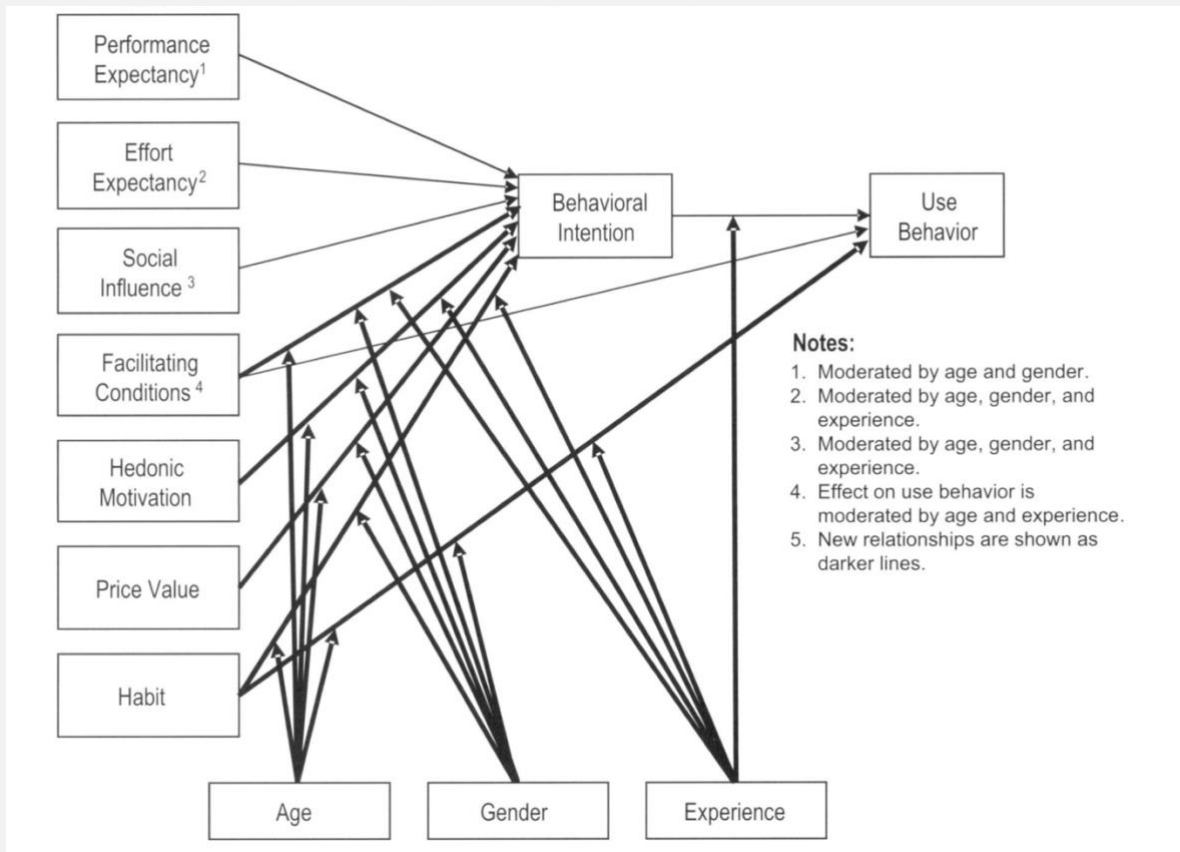 Performance
Expectancy1
Effort
Expectancy2
Social
Influence 3
Facilitating
Conditions 4
Hedonic
Motivation
Price Value
Habit
Behavioral
Intention
Use
Behavior
Notes:
1. Moderated by age and gender.
2. Moderated by age, gender, and
experience.
3. Moderated by age, gender, and
experience.
4. Effect on use behavior is
moderated by age and experience.
5. New relationships are shown as
darker lines.
Age
Gender
Experience